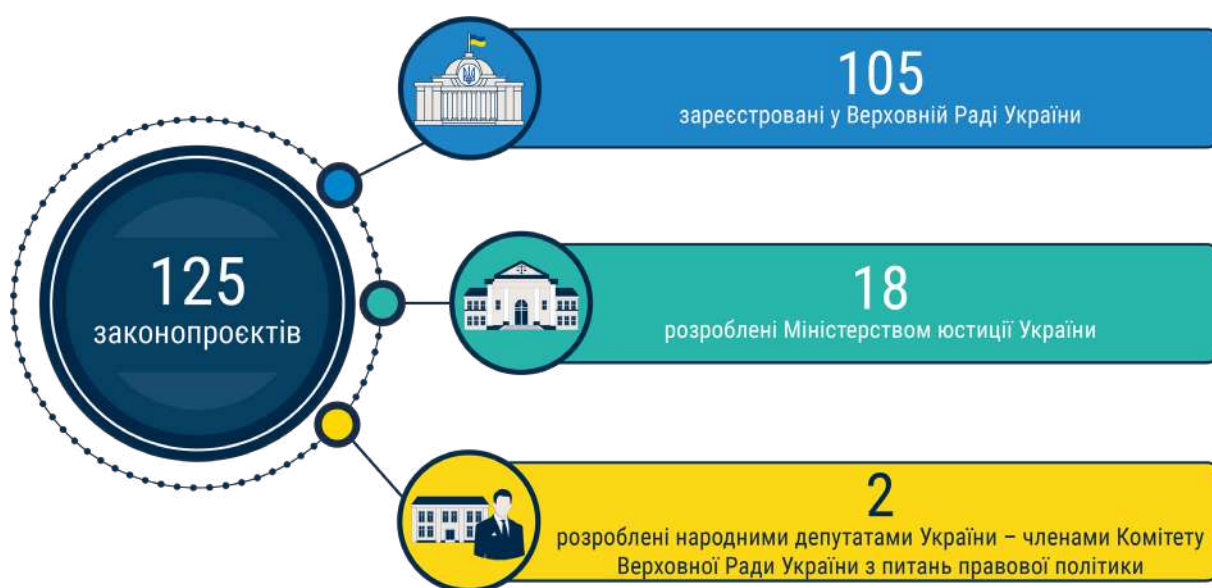 105
зареєстровані у Верховній Раді України
125
законопроєктів
18
розроблені Міністерством юстиції України
2
розроблені народними депутатами України – членами Комітету
Верховної Ради України з питань правової політики